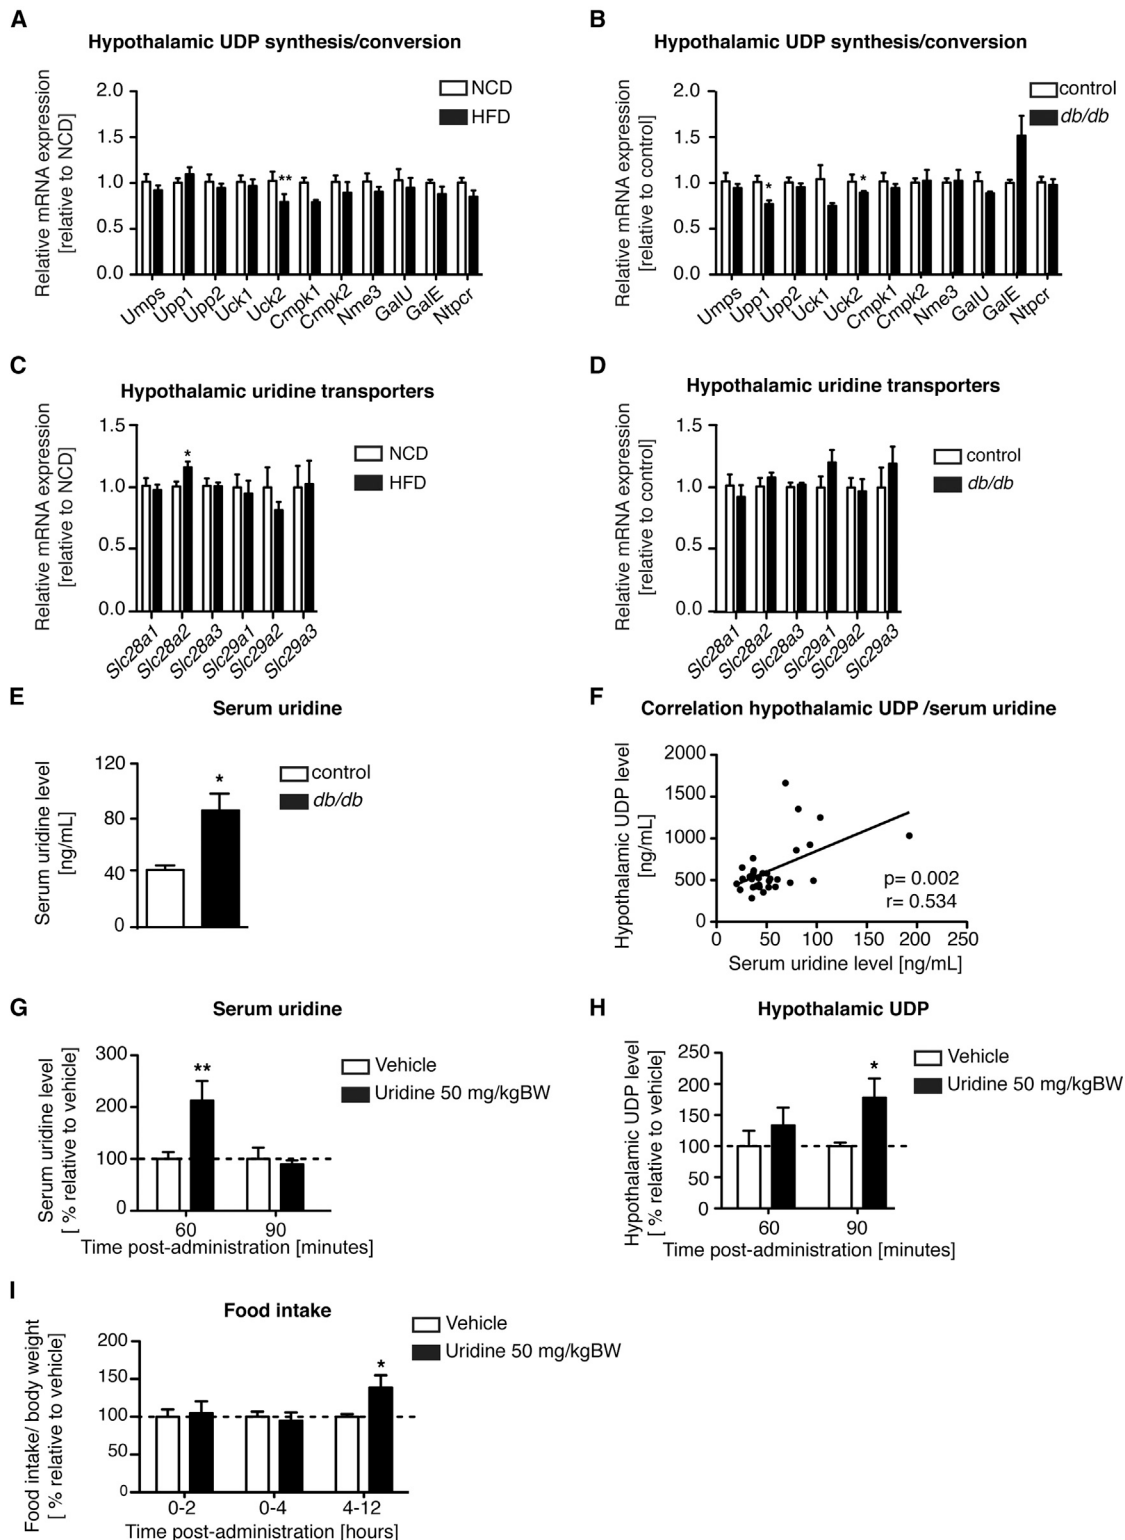 A
Hypothalamic UDP synthesis/conversion
Relative mRNA expression
[relative to NCD]
2.0
1.5
1.0
0.5
0.0
NCD
HFD
**
Umps
Upp1
Upp2
Uck1
Uck2
Cmpk1
Cmpk2
Nme3
GalU
GalE
Ntpcr
B
Hypothalamic UDP synthesis/conversion
Relative mRNA expression
[relative to control]
2.0
1.5
1.0
0.5
0.0
control
db/db
*
*
Umps
Upp1
Upp2
Uck1
Uck2
Cmpk1
Cmpk2
Nme3
GalU
GalE
Ntpcr
C
Hypothalamic uridine transporters
Relative mRNA expression
[relative to NCD]
1.5
1.0
0.5
0.0
NCD
HFD
*
Slc28a1
Slc28a2
Slc28a3
Slc29a1
Slc29a2
Slc29a3
D
Hypothalamic uridine transporters
Relative mRNA expression
[relative to control]
1.5
1.0
0.5
0.0
control
db/db
Slc28a1
Slc28a2
Slc28a3
Slc29a1
Slc29a2
Slc29a3
E
Serum uridine
Serum uridine level
[ng/mL]
120
80
40
0
control
db/db
*
F
Correlation hypothalamic UDP /serum uridine
Hypothalamic UDP level
[ng/mL]
2000
1500
1000
500
0
p= 0.002
r= 0.534
0 50 100 150 200 250
Serum uridine level [ng/mL]
G
Serum uridine
Serum uridine level
[ % relative to vehicle]
300
200
100
0
**
Vehicle
Uridine 50 mg/kgBW
60 90
Time post-administration [minutes]
H
Hypothalamic UDP
Hypothalamic UDP level
[ % relative to vehicle]
250
200
150
100
50
0
*
Vehicle
Uridine 50 mg/kgBW
60 90
Time post-administration [minutes]
I
Food intake
Food intake/ body weight
[ % relative to vehicle]
200
150
100
50
0
*
Vehicle
Uridine 50 mg/kgBW
0-2 0-4 4-12
Time post-administration [hours]